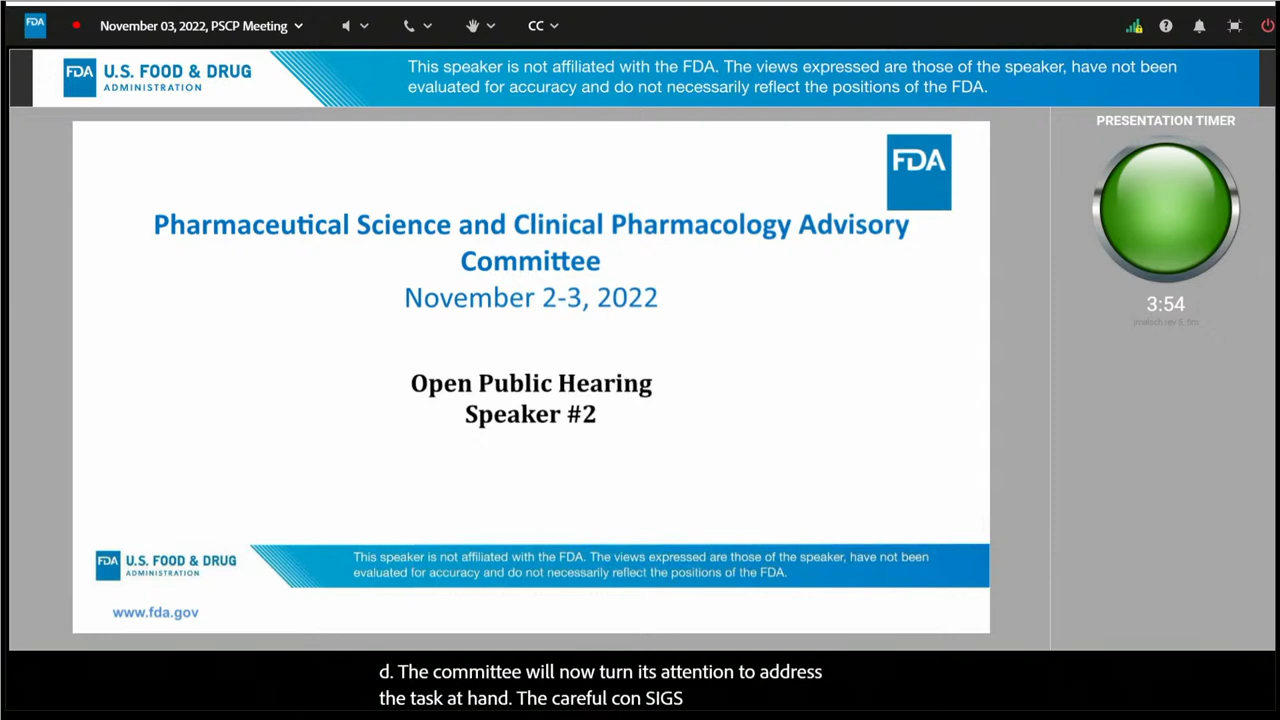 FDA
November 03, 2022, PSCP Meeting
CC
FDA U.S. FOOD & DRUG
ADMINISTRATION
This speaker is not affiliated with the FDA. The views expressed are those of the speaker, have not been
evaluated for accuracy and do not necessarily reflect the positions of the FDA.
PRESENTATION TIMER
FDA
Pharmaceutical Science and Clinical Pharmacology Advisory
Committee
November 2-3, 2022
3:54
Open Public Hearing
Speaker #2
FDA U.S. FOOD & DRUG
ADMINISTRATION
This speaker is not affiliated with the FDA. The views expressed are those of the speaker, have not been
evaluated for accuracy and do not necessarily reflect the positions of the FDA.
www.fda.gov
d. The committee will now turn its attention to address
the task at hand. The careful con SIGS